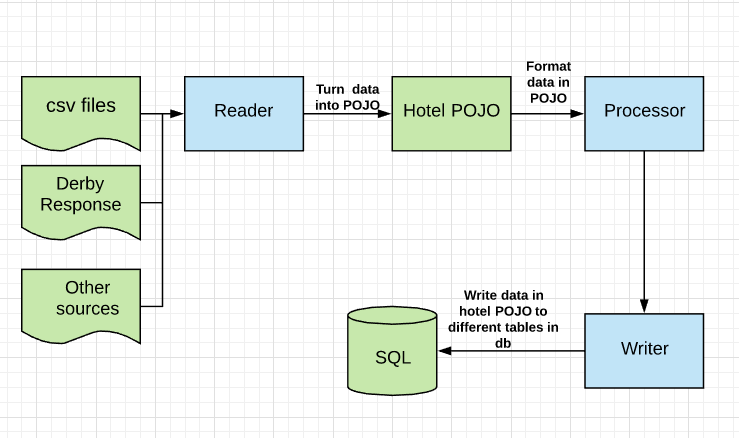 csv files
Reader
Turn data
into POJO
Hotel POJO
Format
data in
POJO
Processor
Derby
Response
Other
sources
SQL
Write data in
hotel POJO to
different tables in
db
Writer